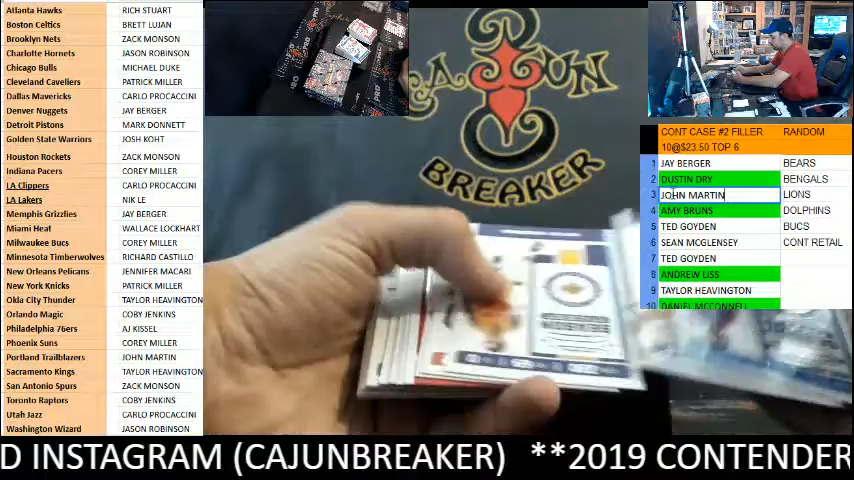 Atlanta Hawks RICH STUART
Boston Celtics BRETT LUJAN
Brooklyn Nets ZACK MONSON
Charlotte Hornets JASON ROBINSON
Chicago Bulls MICHAEL DUKE
Cleveland Cavaliers PATRICK MILLER
Dallas Mavericks CARLO PROCACCINI
Denver Nuggets JAY BERGER
Detroit Pistons MARK DONNETT
Golden State Warriors JOSH KOHT
Houston Rockets ZACK MONSON
Indiana Pacers COREY MILLER
LA Clippers CARLO PROCACCINI
LA Lakers NIK LE
Memphis Grizzlies JAY BERGER
Miami Heat WALLACE LOCKHART
Milwaukee Bucs COREY MILLER
Minnesota Timberwolves RICHARD CASTILLO
New Orleans Pelicans JENNIFER MACARI
New York Knicks PATRICK MILLER
Okla City Thunder TAYLOR HEAVINGTON
Orlando Magic COBY JENKINS
Philadelphia 76ers AJ KISSEL
Phoenix Suns COREY MILLER
Portland Trailblazers JOHN MARTIN
Sacramento Kings TAYLOR HEAVINGTON
San Antonio Spurs ZACK MONSON
Toronto Raptors COBY JENKINS
Utah Jazz CARLO PROCACCINI
Washington Wizard JASON ROBINSON
CAJUN
BREAKER
CONT CASE #2 FILLER RANDOM
10@$23.50 TOP 6
1 JAY BERGER BEARS
2 DUSTIN DRY BENGALS
3 JOHN MARTIN LIONS
4 AMY BRUNS DOLPHINS
5 TED GOYDEN BUCS
6 SEAN MCGLENSEY CONT RETAIL
7 TED GOYDEN
8 ANDREW LISS
9 TAYLOR HEAVINGTON
10 DANIEL MCCONNELL
D INSTAGRAM (CAJUNBREAKER) **2019 CONTENDER